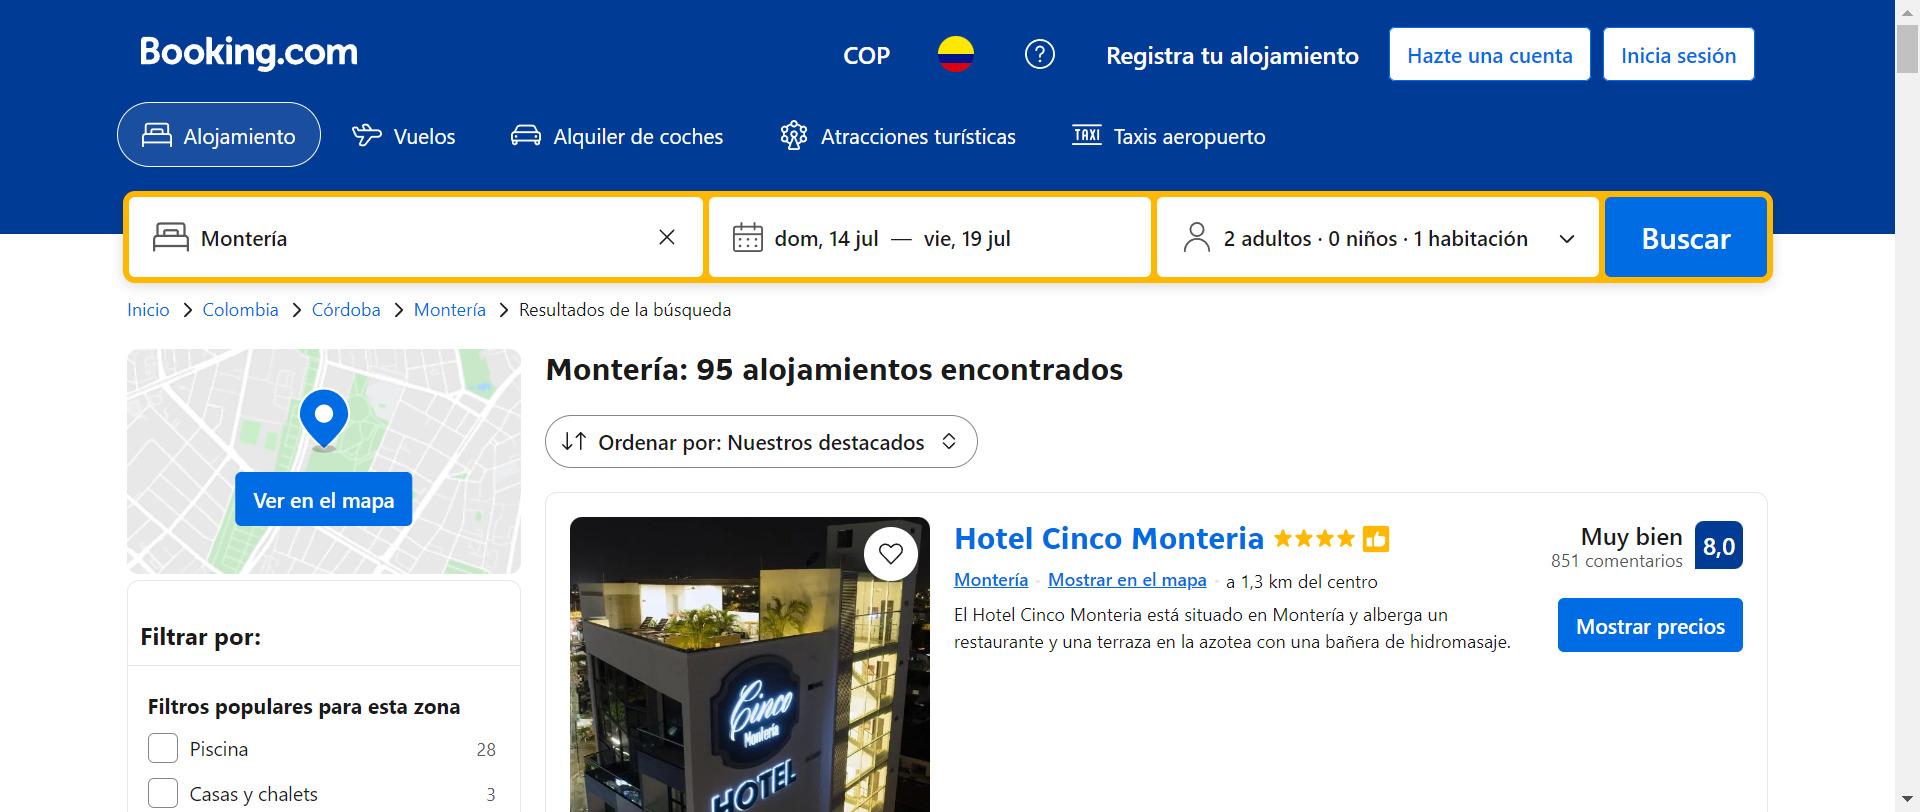 Booking.com
COP
Registra tu alojamiento
Hazte una cuenta
Inicia sesión
Alojamiento
Vuelos
Alquiler de coches
Atracciones turísticas
TAXI
Taxis aeropuerto
Montería
dom, 14 jul — vie, 19 jul
2 adultos · 0 niños · 1 habitación
Buscar
Inicio > Colombia > Córdoba > Montería > Resultados de la búsqueda
Ver en el mapa
Filtrar por:
Filtros populares para esta zona
Piscina 28
Casas y chalets 3
Montería: 95 alojamientos encontrados
Ordenar por: Nuestros destacados
Cinco
Montería
HOTEL
Hotel Cinco Monteria
Montería · Mostrar en el mapa · a 1,3 km del centro
El Hotel Cinco Monteria está situado en Montería y alberga un
restaurante y una terraza en la azotea con una bañera de hidromasaje.
Muy bien
851 comentarios
8,0
Mostrar precios